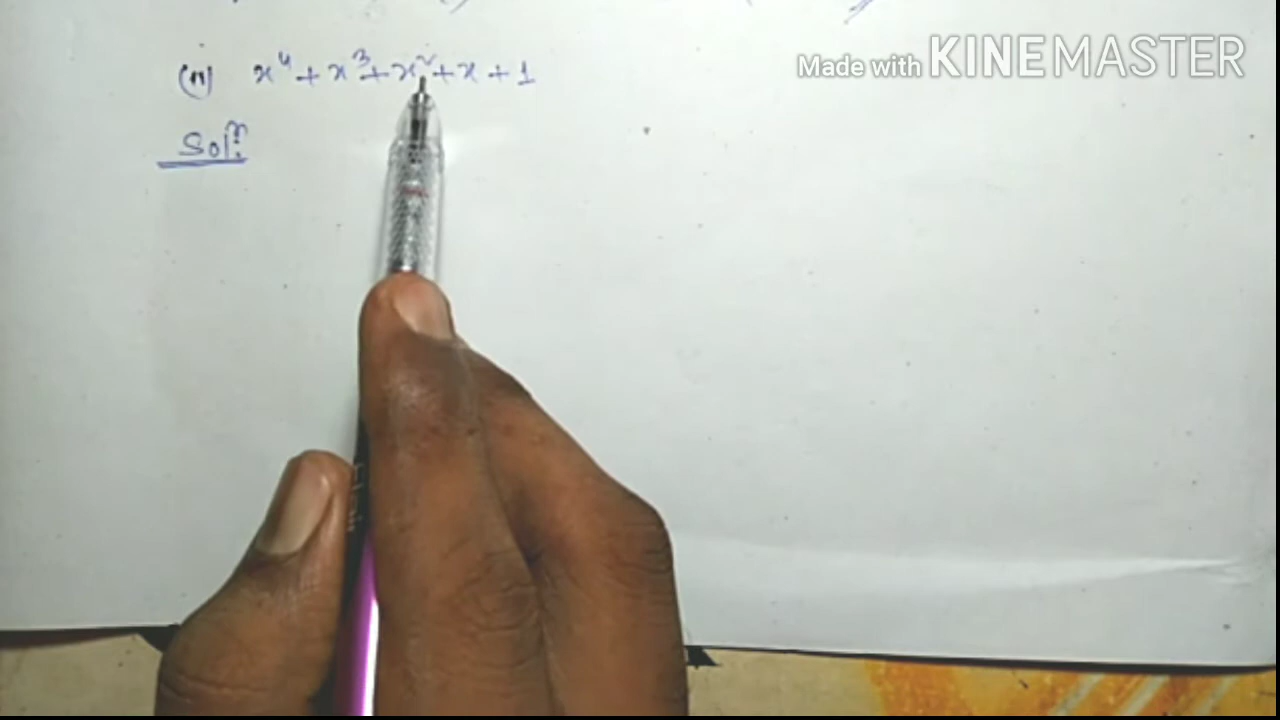 Made with KINEMASTER
(ii) x⁴ + x³ + x² + x + 1
Solⁿ: